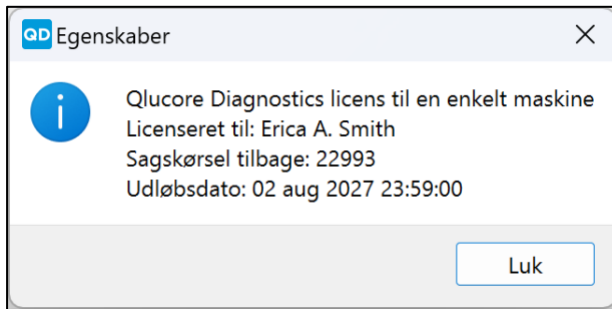 QD Egenskaber
Qlucore Diagnostics licens til en enkelt maskine
Licenseret til: Erica A. Smith
Sagskørsel tilbage: 22993
Udløbsdato: 02 aug 2027 23:59:00
Luk